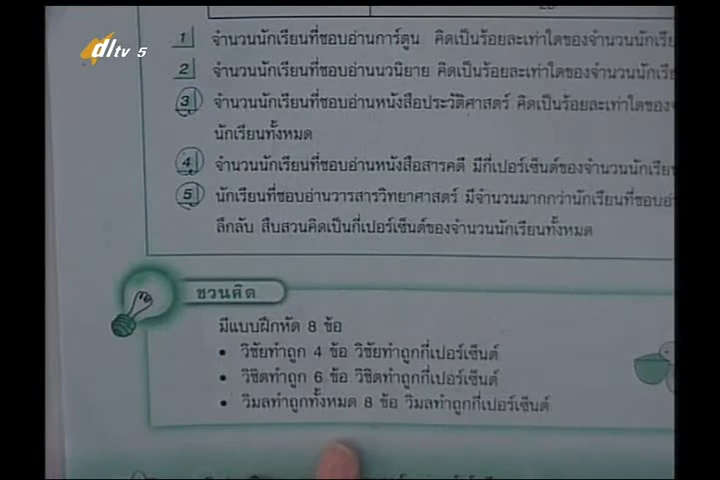 dltv 5
1 จำนวนนักเรียนที่ชอบอ่านการ์ตูน คิดเป็นร้อยละเท่าใดของจำนวนนักเรีย
2 จำนวนนักเรียนที่ชอบอ่านนวนิยาย คิดเป็นร้อยละเท่าใดของจำนวนนักเรี
3 จำนวนนักเรียนที่ชอบอ่านหนังสือประวัติศาสตร์ คิดเป็นร้อยละเท่าใดของ
นักเรียนทั้งหมด
4 จำนวนนักเรียนที่ชอบอ่านหนังสือสารคดี มีกี่เปอร์เซ็นต์ของจำนวนนักเรีย
5 นักเรียนที่ชอบอ่านวารสารวิทยาศาสตร์ มีจำนวนมากกว่านักเรียนที่ชอบ
ลึกลับ สืบสวนคิดเป็นกี่เปอร์เซ็นต์ของจำนวนนักเรียนทั้งหมด
ชวนคิด
มีแบบฝึกหัด 8 ข้อ
• วิชัยทำถูก 4 ข้อ วิชัยทำถูกกี่เปอร์เซ็นต์
• วิชิตทำถูก 6 ข้อ วิชิตทำถูกกี่เปอร์เซ็นต์
• วิมลทำถูกทั้งหมด 8 ข้อ วิมลทำถูกกี่เปอร์เซ็นต์